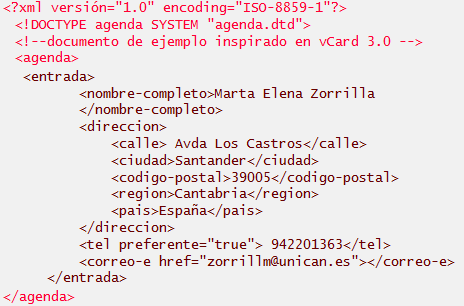 <?xml versión="1.0" encoding="ISO-8859-1"?>
<!DOCTYPE agenda SYSTEM "agenda.dtd">
<!--documento de ejemplo inspirado en vCard 3.0 -->
<agenda>
<entrada>
<nombre-completo>Marta Elena Zorrilla
</nombre-completo>
<direccion>
<calle> Avda Los Castros</calle>
<ciudad>Santander</ciudad>
<codigo-postal>39005</codigo-postal>
<region>Cantabria</region>
<pais>España</pais>
</direccion>
<tel preferente="true"> 942201363</tel>
<correo-e href="zorrillm@unican.es"></correo-e>
</entrada>
</agenda>